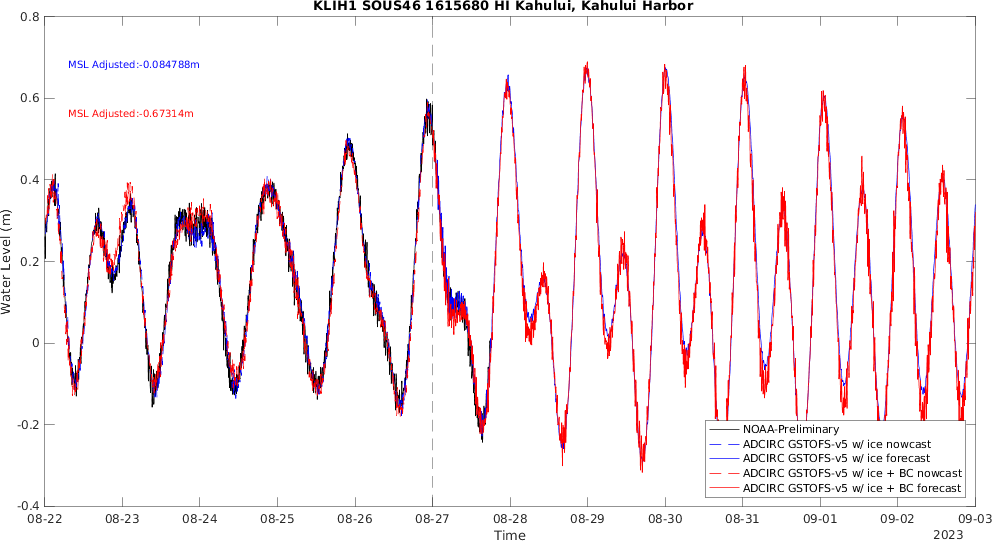 KLIH1 SOUS46 1615680 HI Kahului, Kahului Harbor
0.8
MSL Adjusted:-0.084788m
0.6
MSL Adjusted:-0.67314m
0.4
Water Level (m)
0.2
0
-0.2
NOAA-Preliminary
ADCIRC GSTOFS-v5 w/ ice nowcast
ADCIRC GSTOFS-v5 w/ ice forecast
ADCIRC GSTOFS-v5 w/ ice + BC nowcast
ADCIRC GSTOFS-v5 w/ ice + BC forecast
-0.4
08-22 08-23 08-24 08-25 08-26 08-27 08-28 08-29 08-30 08-31 09-01 09-02 09-03
Time
2023